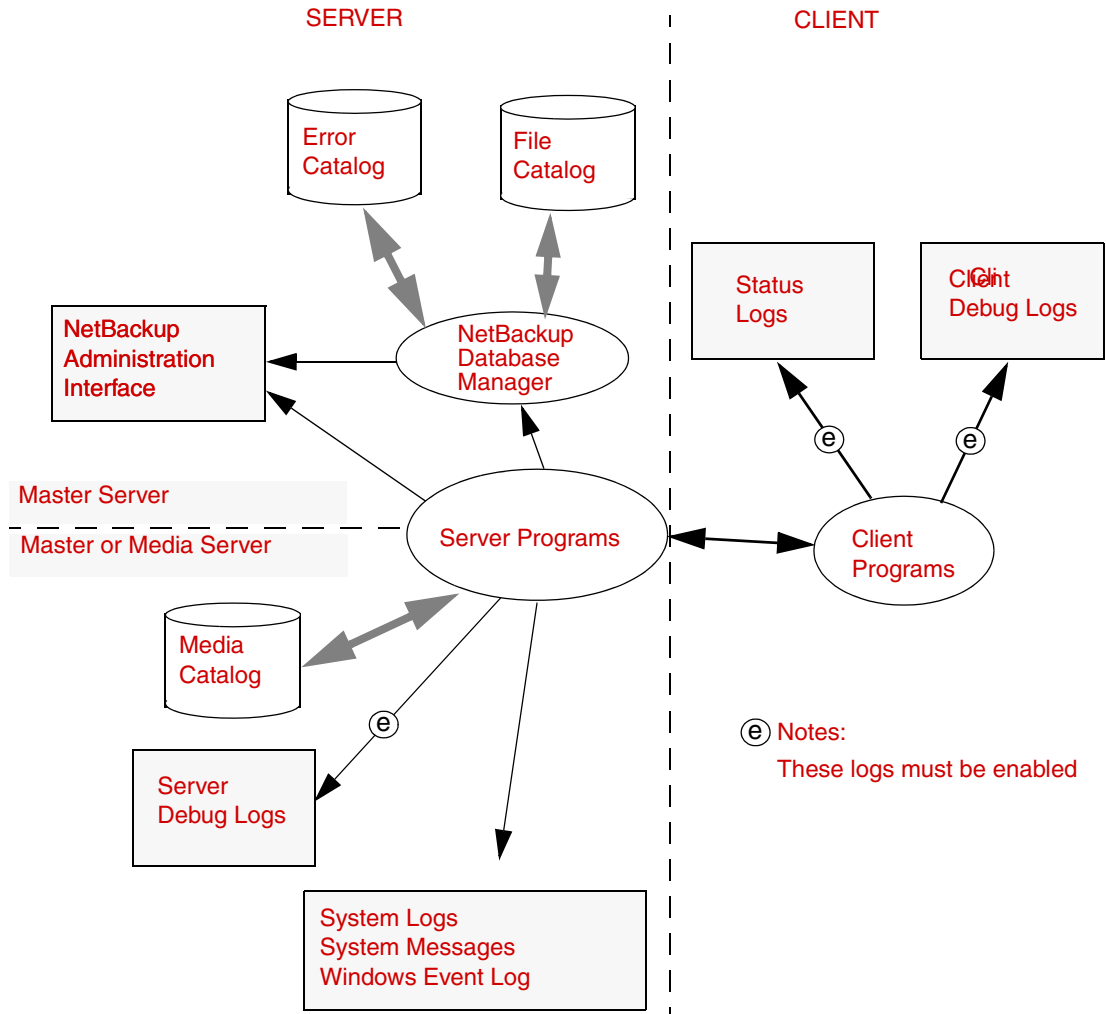 SERVER
CLIENT
Error
Catalog
File
Catalog
Status
Logs
Client
Cli
Debug Logs
NetBackup
Administration
Interface
NetBackup
Database
Manager
e
e
Master Server
Master or Media Server
Server Programs
Client
Programs
Media
Catalog
e
e Notes:
These logs must be enabled
Server
Debug Logs
System Logs
System Messages
Windows Event Log